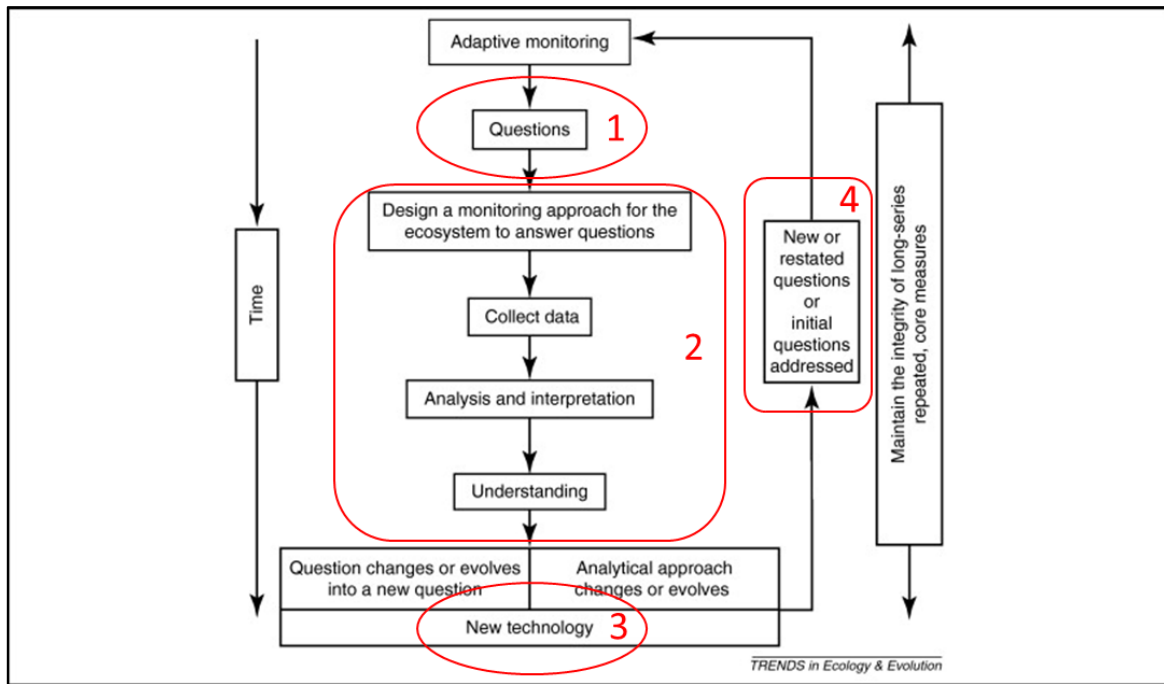 Adaptive monitoring
Questions
1
Design a monitoring approach for the
ecosystem to answer questions
Collect data
2
Analysis and interpretation
Understanding
Question changes or evolves
into a new question
Analytical approach
changes or evolves
New technology
3
4
New or
restated
questions
or
initial
questions
addressed
Time
Maintain the integrity of long-series
repeated, core measures
TRENDS in Ecology & Evolution